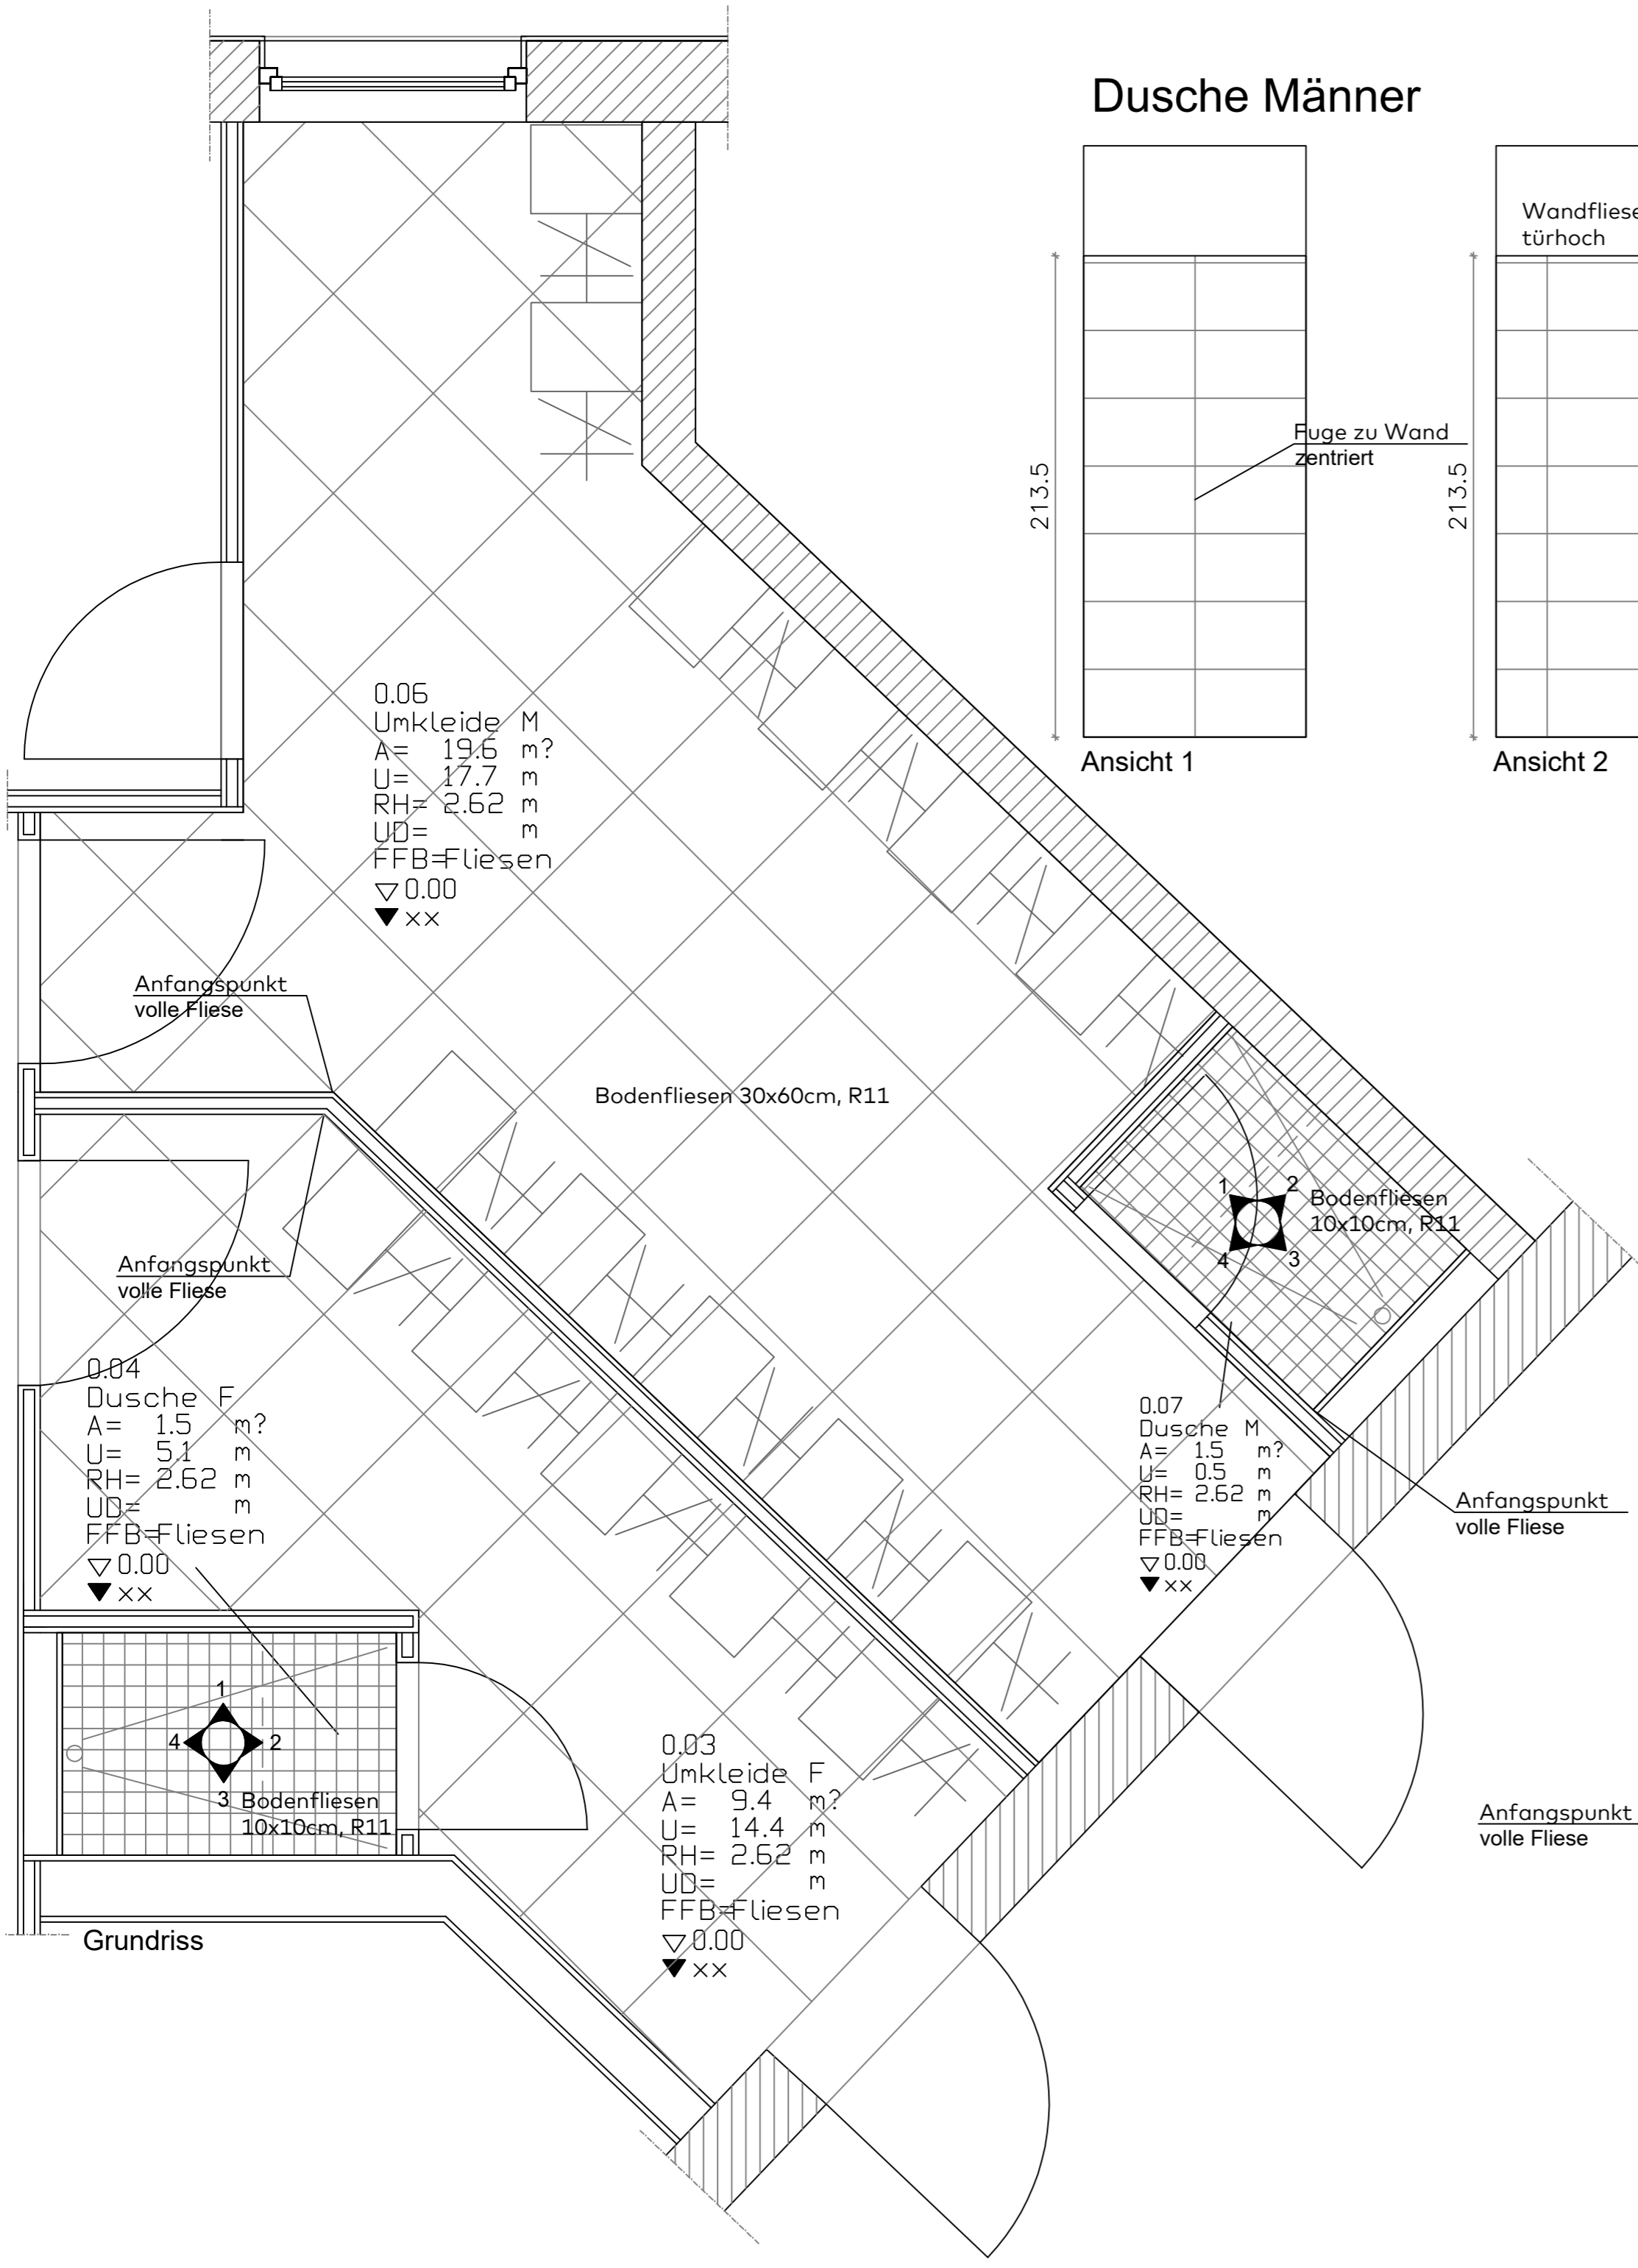 Dusche Männer
Wandfliese
türhoch
Fuge zu Wand
zentriert
213.5
213.5
Ansicht 1
Ansicht 2
0.06
Umkleide M
A= 19.6 m?
U= 17.7 m
RH= 2.62 m
UD= m
FFB=Fliesen
0.00
xx
Anfangspunkt
volle Fliese
Bodenfliesen 30x60cm, R11
1
2
3
4
Bodenfliesen
10x10cm, R11
Anfangspunkt
volle Fliese
0.04
Dusche F
A= 1.5 m?
U= 5.1 m
RH= 2.62 m
UD= m
FFB=Fliesen
0.00
xx
0.07
Dusche M
A= 1.5 m?
U= 0.5 m
RH= 2.62 m
UD= m
FFB=Fliesen
0.00
xx
Anfangspunkt
volle Fliese
1
4
2
3
Bodenfliesen
10x10cm, R11
0.03
Umkleide F
A= 9.4 m?
U= 14.4 m
RH= 2.62 m
UD= m
FFB=Fliesen
0.00
xx
Anfangspunkt
volle Fliese
Grundriss